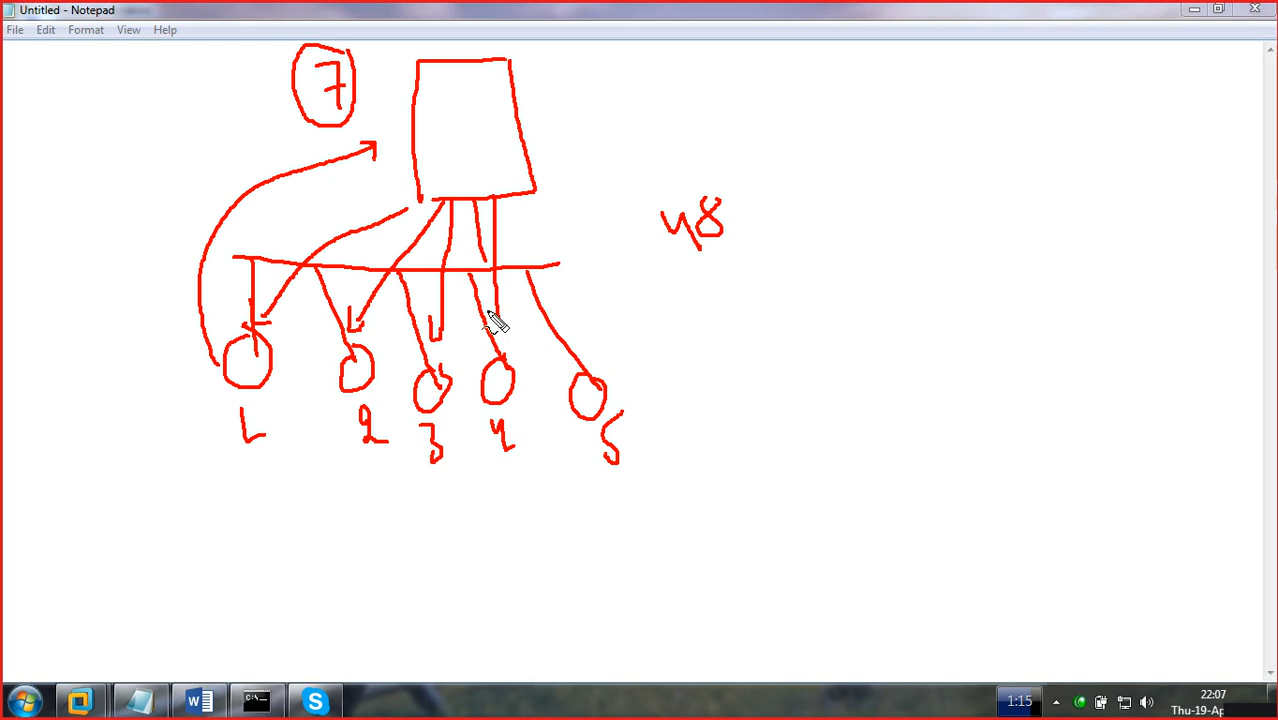 Untitled - Notepad
File Edit Format View Help
7
48
1 2 3 4 5
1:15
22:07
Thu-19-Ap